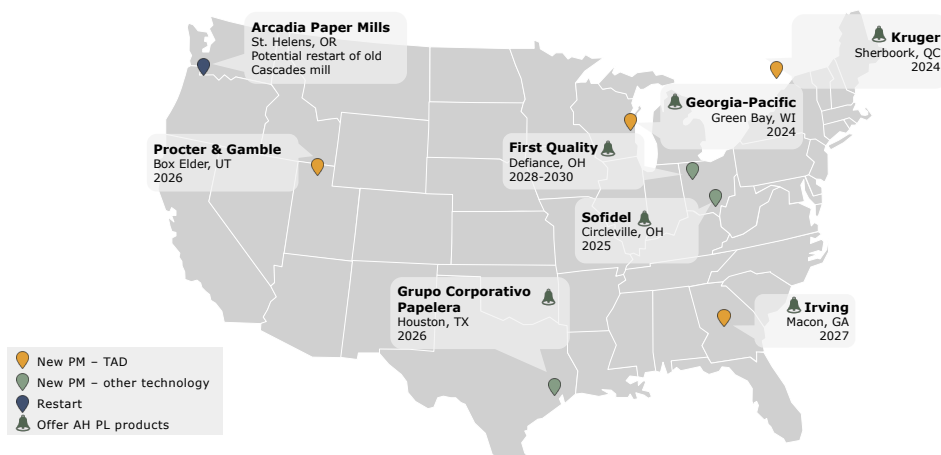 Arcadia Paper Mills
St. Helens, OR
Potential restart of old
Cascades mill
Kruger
Sherboork, QC
2024
Georgia-Pacific
Green Bay, WI
2024
Procter & Gamble
Box Elder, UT
2026
First Quality
Defiance, OH
2028-2030
Sofidel
Circleville, OH
2025
Grupo Corporativo
Papelera
Houston, TX
2026
Irving
Macon, GA
2027
New PM – TAD
New PM – other technology
Restart
Offer AH PL products